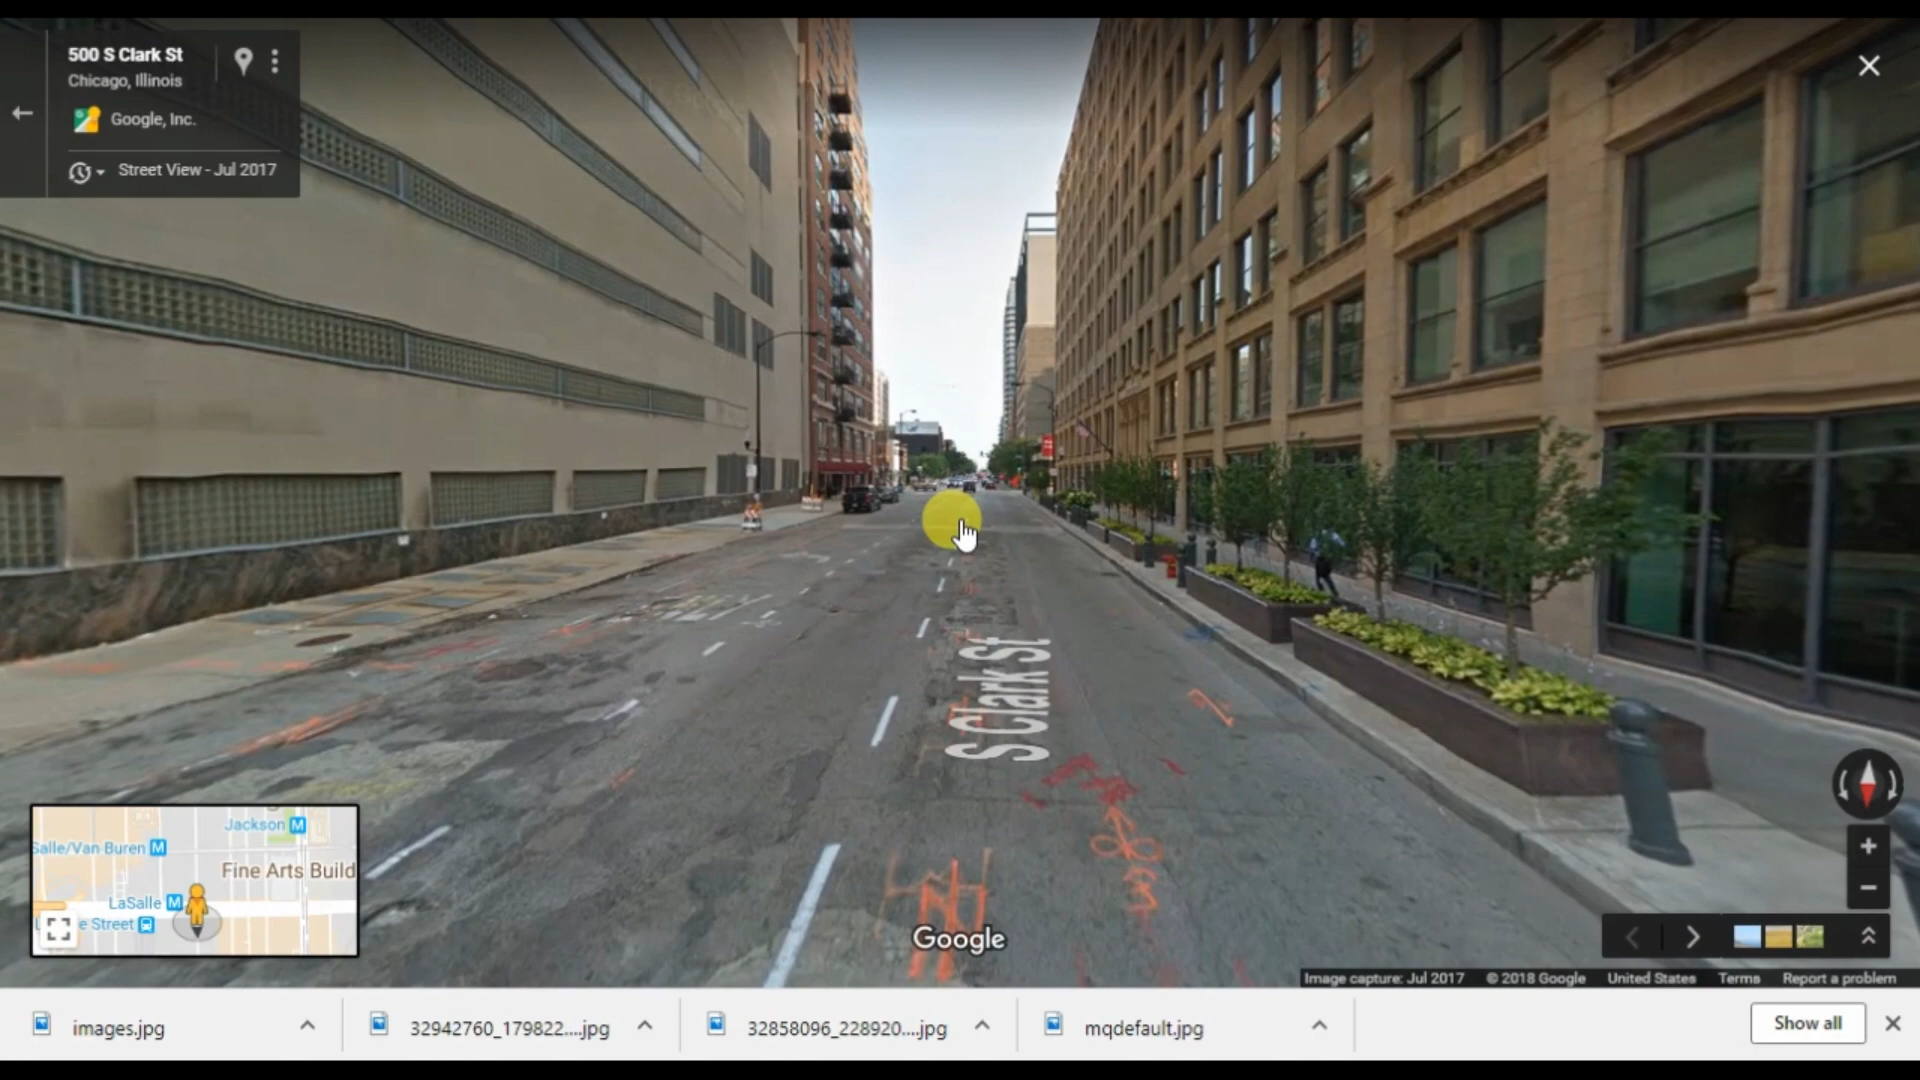 500 S Clark St
Chicago, Illinois
Google, Inc.
Street View - Jul 2017
S Clark St
Jackson M
Salle/Van Buren M
Fine Arts Build
LaSalle M
e Street
Google
Image capture: Jul 2017 © 2018 Google United States Terms Report a problem
images.jpg
32942760_179822....jpg
32858096_228920....jpg
mqdefault.jpg
Show all